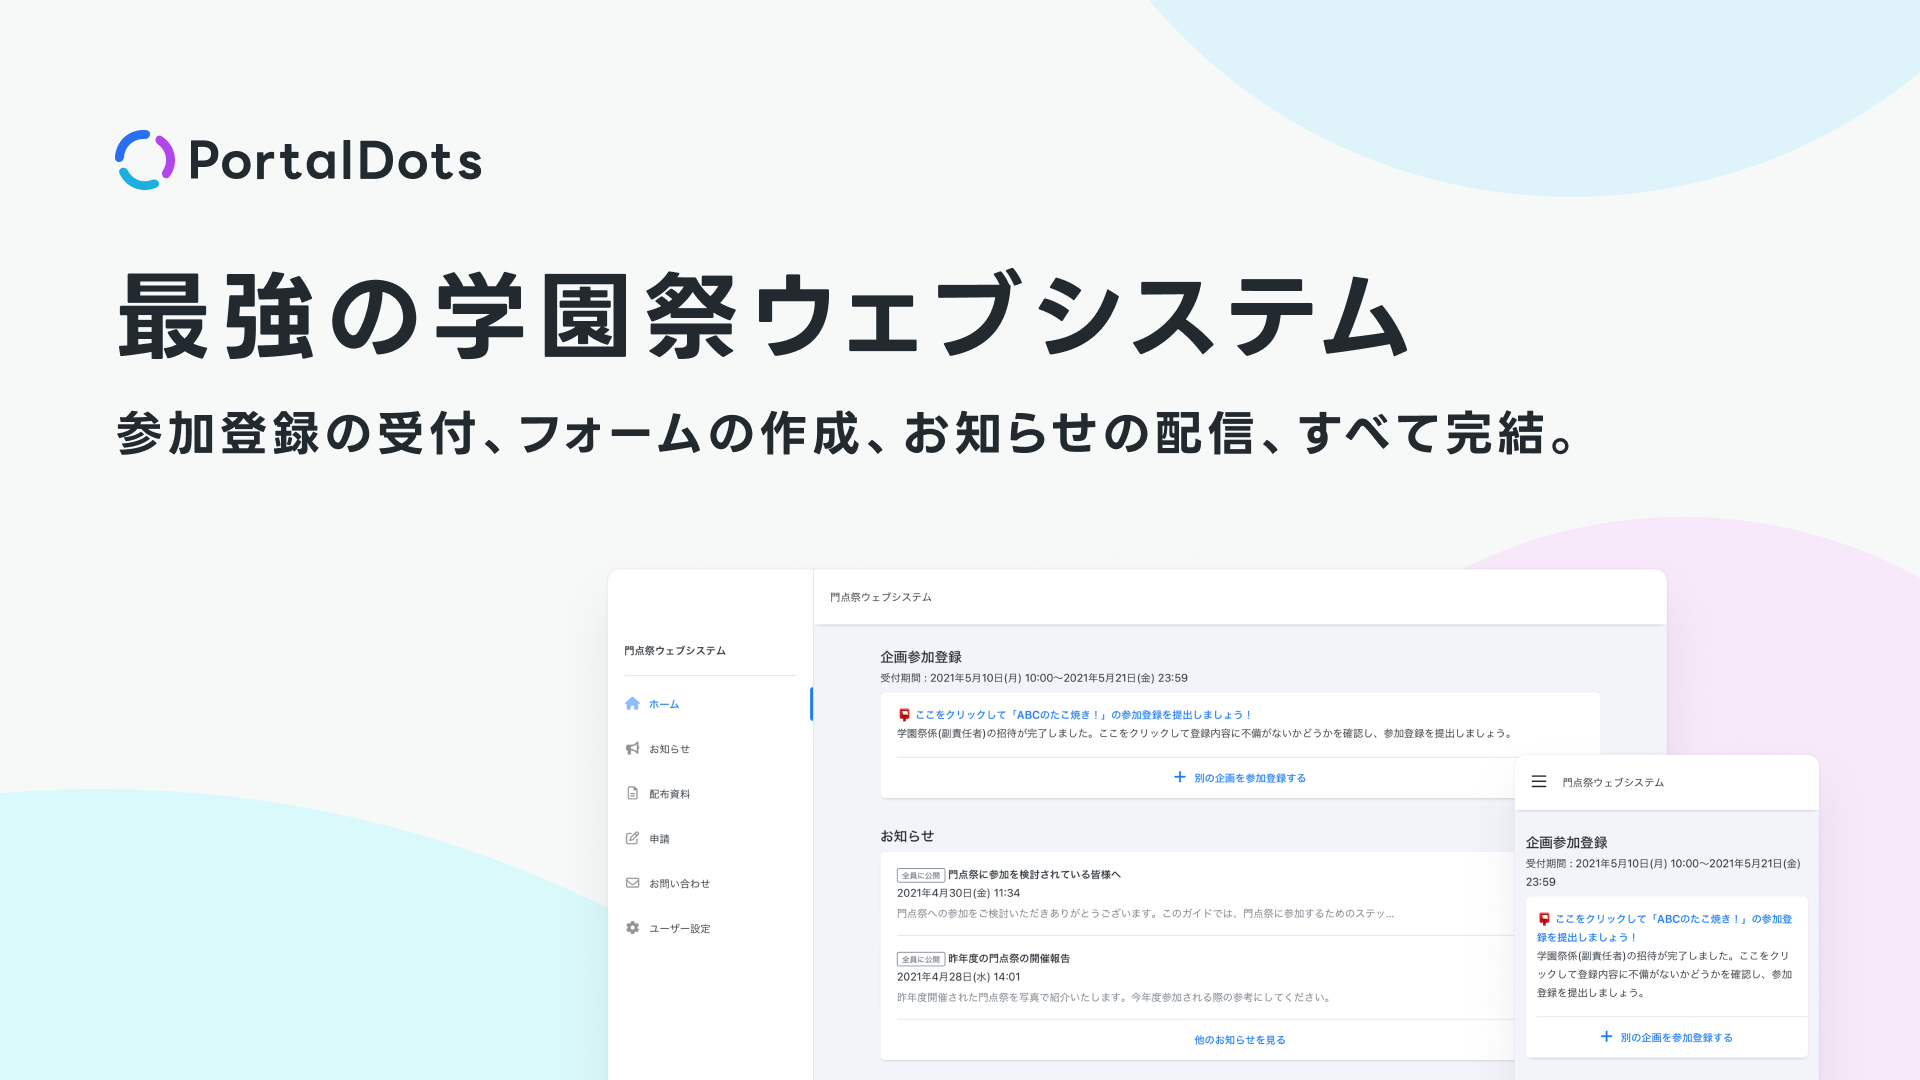 PortalDots
最強の学園祭ウェブシステム
参加登録の受付、フォームの作成、お知らせの配信、すべて完結。
門点祭ウェブシステム
ホーム
お知らせ
配布資料
申請
お問い合わせ
ユーザー設定
門点祭ウェブシステム
企画参加登録
受付期間 : 2021年5月10日(月) 10:00〜2021年5月21日(金) 23:59
ここをクリックして「ABCのたこ焼き！」の参加登録を提出しましょう！
学園祭係(副責任者)の招待が完了しました。ここをクリックして登録内容に不備がないかどうかを確認し、参加登録を提出しましょう。
別の企画を参加登録する
お知らせ
全員に公開 門点祭に参加を検討されている皆様へ
2021年4月30日(金) 11:34
門点祭への参加をご検討いただきありがとうございます。このガイドでは、門点祭に参加するためのステッ...
全員に公開 昨年度の門点祭の開催報告
2021年4月28日(水) 14:01
昨年度開催された門点祭を写真で紹介いたします。今年度参加される際の参考にしてください。
他のお知らせを見る
門点祭ウェブシステム
企画参加登録
受付期間 : 2021年5月10日(月) 10:00〜2021年5月21日(金)
23:59
ここをクリックして「ABCのたこ焼き！」の参加登
録を提出しましょう！
学園祭係(副責任者)の招待が完了しました。ここをクリ
ックして登録内容に不備がないかどうかを確認し、参加
登録を提出しましょう。
別の企画を参加登録する